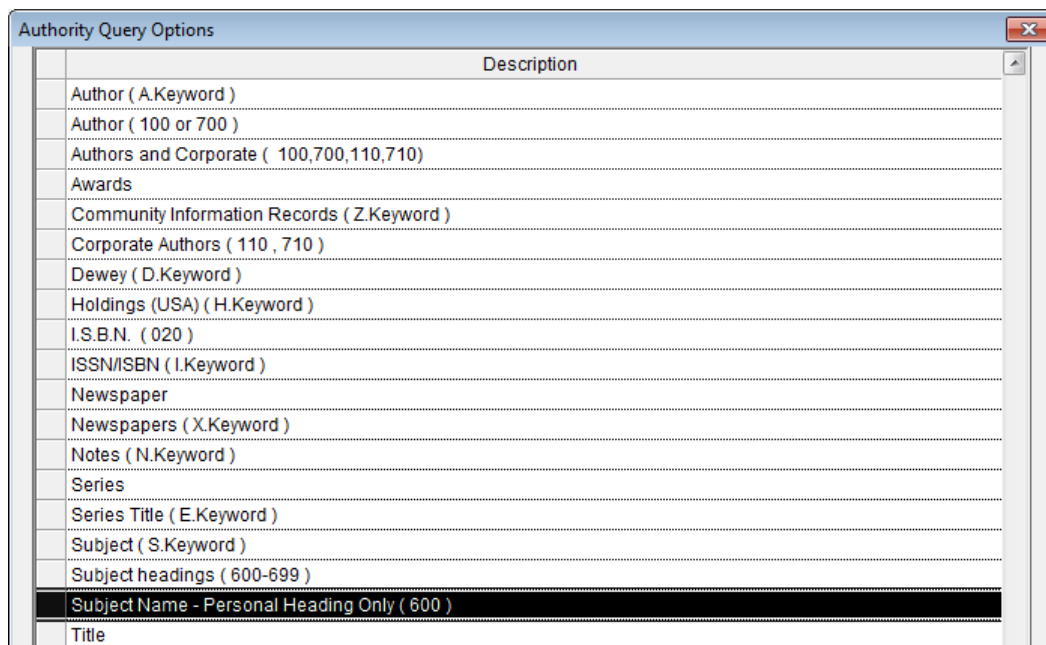 Authority Query Options
Description
Author ( A.Keyword )
Author ( 100 or 700 )
Authors and Corporate (  100,700,110,710)
Awards
Community Information Records ( Z.Keyword )
Corporate Authors ( 110 , 710 )
Dewey ( D.Keyword )
Holdings (USA) ( H.Keyword )
I.S.B.N.  ( 020 )
ISSN/ISBN ( I.Keyword )
Newspaper
Newspapers ( X.Keyword )
Notes ( N.Keyword )
Series
Series Title ( E.Keyword )
Subject ( S.Keyword )
Subject headings ( 600-699 )
Subject Name - Personal Heading Only ( 600 )
Title